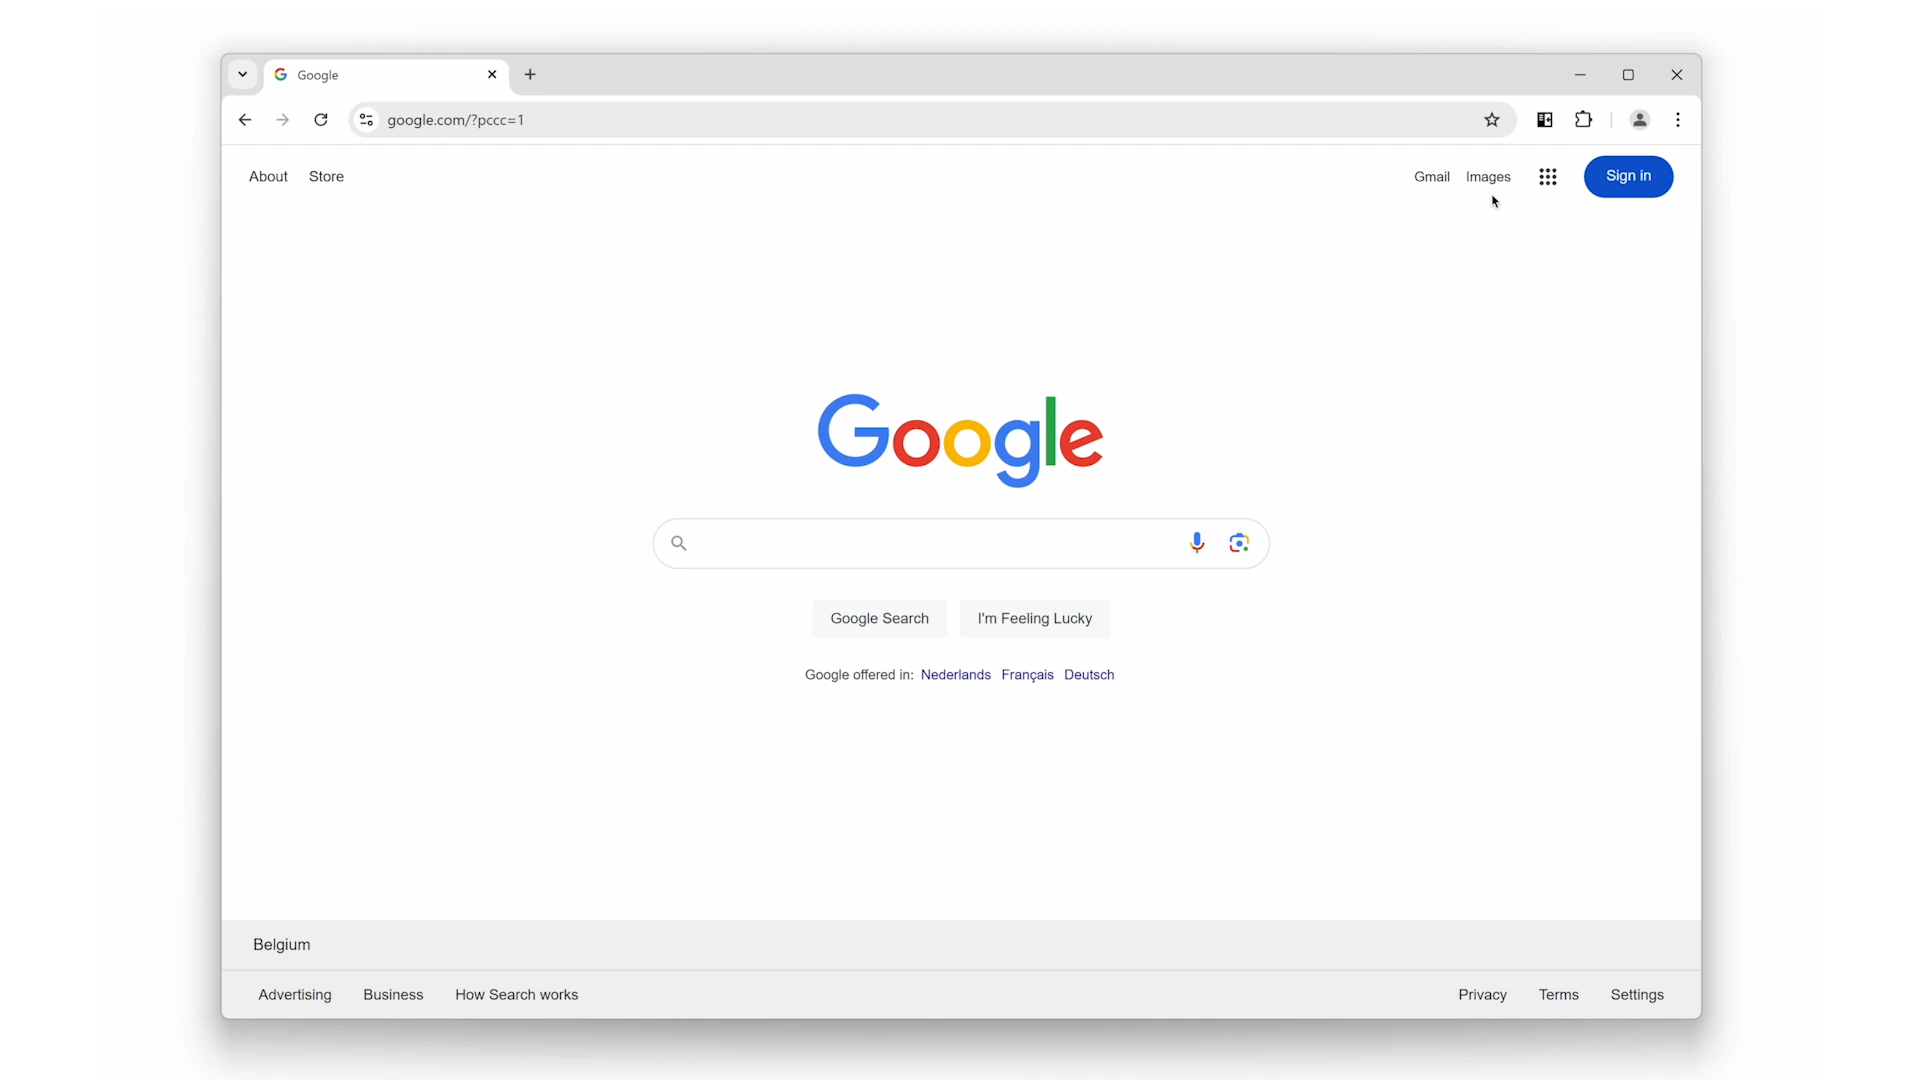 Google
google.com/?pccc=1
About Store
Gmail Images Sign in
Google
Google Search I'm Feeling Lucky
Google offered in: Nederlands Français Deutsch
Belgium
Advertising Business How Search works
Privacy Terms Settings